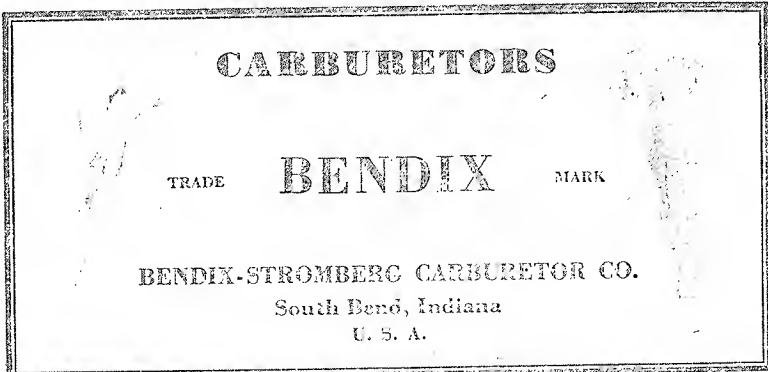 CARBURETORS
TRADE BENDIX MARK
BENDIX-STROMBERG CARBURETOR CO.
South Bend, Indiana
U. S. A.